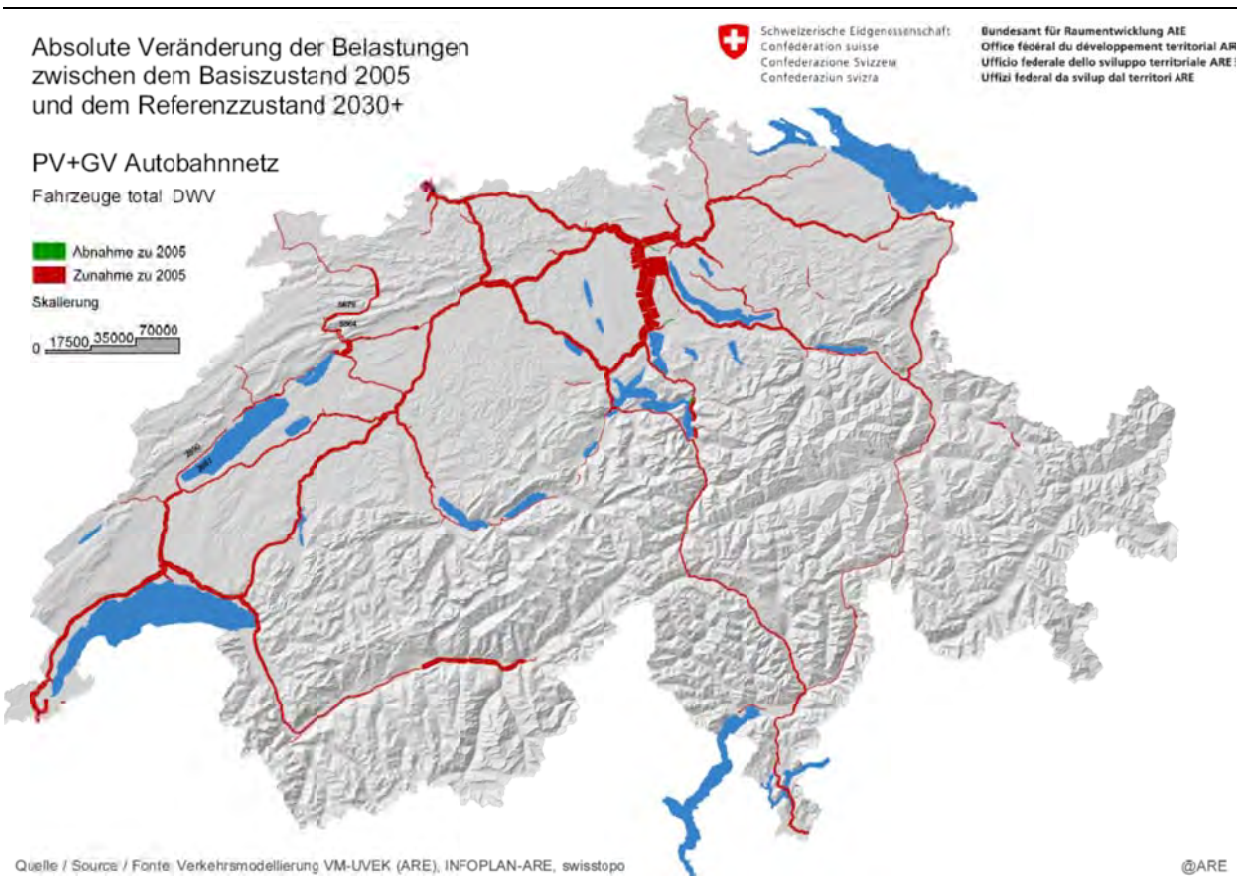 Absolute Veränderung der Belastungen
zwischen dem Basiszustand 2005
und dem Referenzzustand 2030+
PV+GV Autobahnnetz
Fahrzeuge total DWV
Abnahme zu 2005
Zunahme zu 2005
Skalierung
0 17500 35000 70000
Schweizerische Eidgenossenschaft
Confédération suisse
Confederazione Svizzera
Confederaziun svizra
Bundesamt für Raumentwicklung ARE
Office fédéral du développement territorial ARE
Ufficio federale dello sviluppo territoriale ARE
Uffizi federal da svilup dal territori ARE
Quelle / Source / Fonte Verkehrsmodellierung VM-UVEK (ARE), INFOPLAN-ARE, swisstopo
@ARE